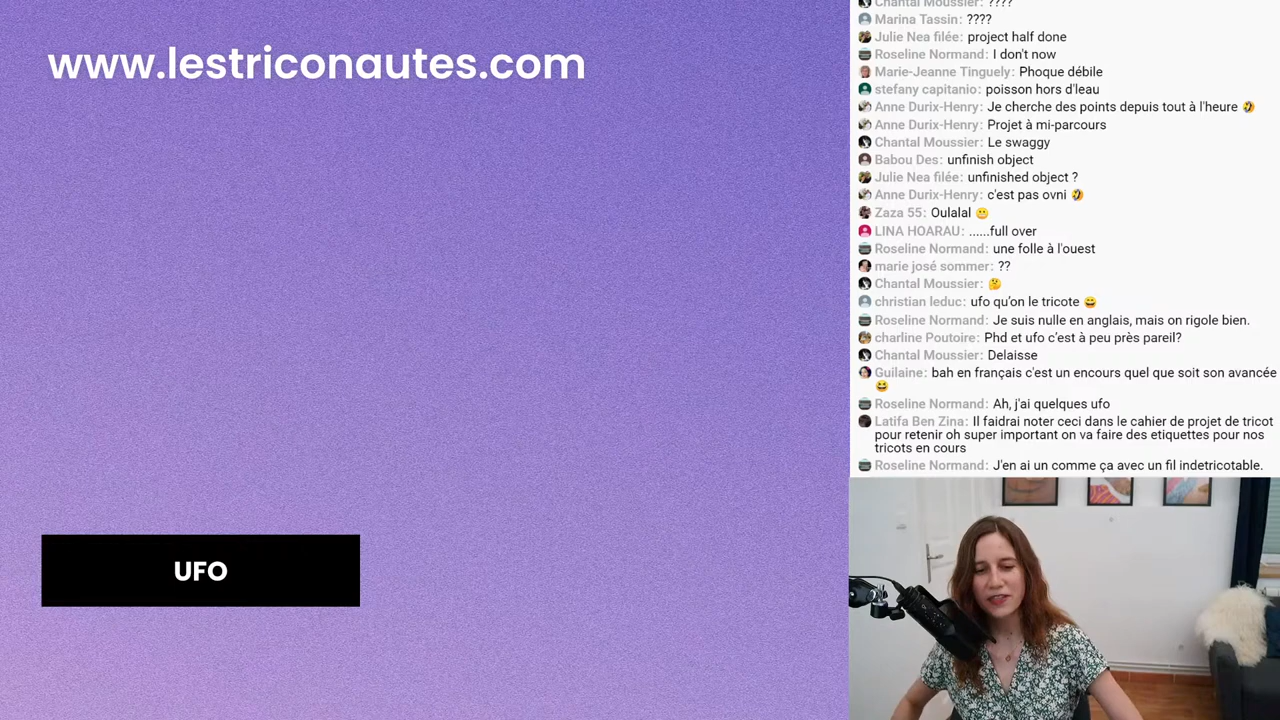 www.lestriconautes.com
UFO
Chantal Moussier: ????
Marina Tassin: ????
Julie Nea filée: project half done
Roseline Normand: I don't now
Marie-Jeanne Tinguely: Phoque débile
stefany capitanio: poisson hors d'leau
Anne Durix-Henry: Je cherche des points depuis tout à l'heure 🤣
Anne Durix-Henry: Projet à mi-parcours
Chantal Moussier: Le swaggy
Babou Des: unfinish object
Julie Nea filée: unfinished object ?
Anne Durix-Henry: c'est pas ovni 🤣
Zaza 55: Oulalal 😬
LINA HOARAU: ......full over
Roseline Normand: une folle à l'ouest
marie josé sommer: ??
Chantal Moussier: 🤔
christian leduc: ufo qu'on le tricote 😄
Roseline Normand: Je suis nulle en anglais, mais on rigole bien.
charline Poutoire: Phd et ufo c'est à peu près pareil?
Chantal Moussier: Delaisse
Guilaine: bah en français c'est un encours quel que soit son avancée
😆
Roseline Normand: Ah, j'ai quelques ufo
Latifa Ben Zina: Il faidrai noter ceci dans le cahier de projet de tricot
pour retenir oh super important on va faire des etiquettes pour nos
tricots en cours
Roseline Normand: J'en ai un comme ça avec un fil indetricotable.